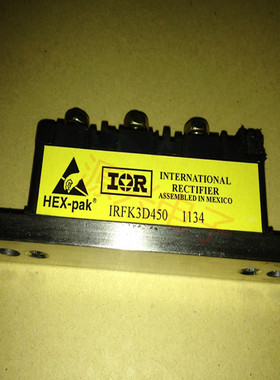 IOR
INTERNATIONAL
RECTIFIER
ASSEMBLED IN MEXICO
HEX-pak®
IRFK3D450 1134